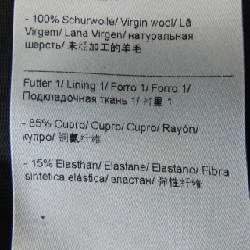 - 100% Schurwolle/ Virgin wool/ Lã
Virgem/ Lana Virgen/ натуральная
шерсть/ 未经加工的羊毛
Futter 1/ Lining 1/ Forro 1/ Forro 1/
Подкладочная ткань 1/ 衬里 1
- 85% Cupro/ Cupro/ Cupro/ Rayón/
купро/ 铜氨纤维
- 15% Elasthan/ Elastane/ Elastano/ Fibra
sintética elástica/ эластан/ 弹性纤维